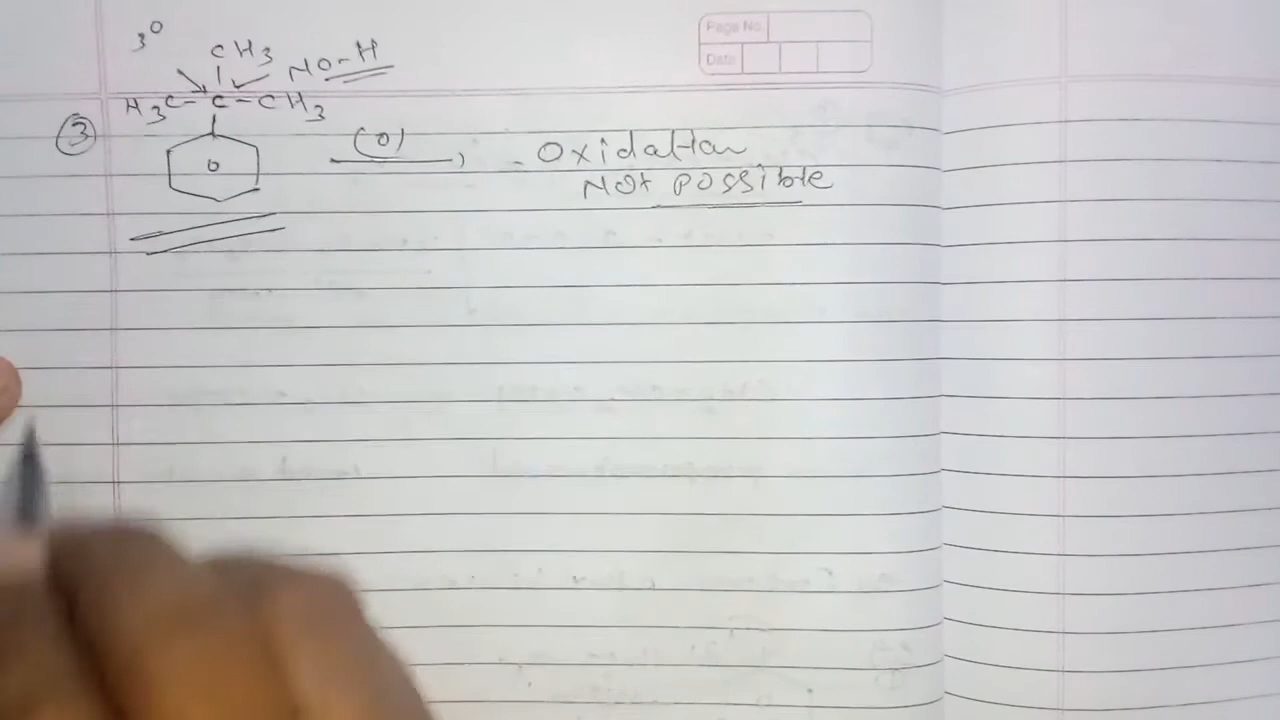 3°
CH3
NO-H
H3C-C-CH3
3
(O)
Oxidation
Not possible
Page No.
Date